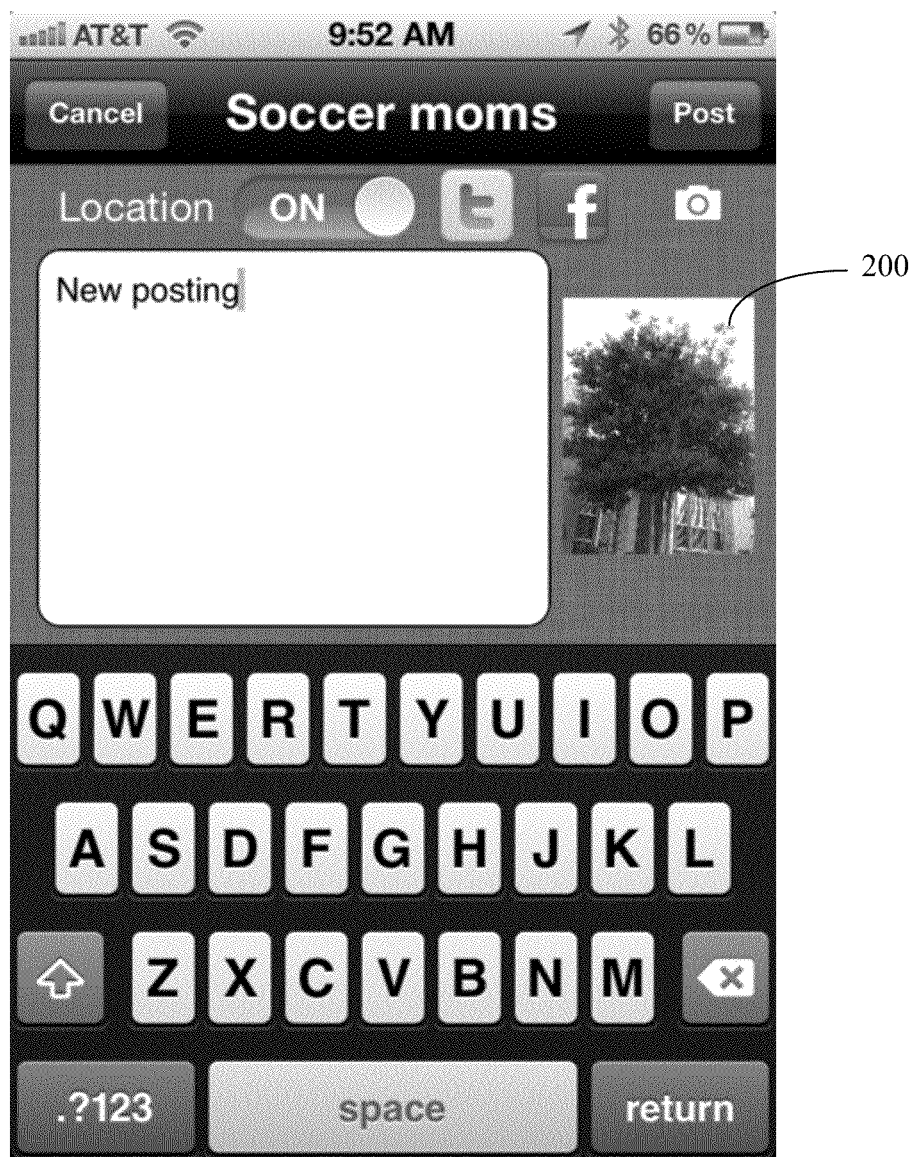 AT&T 9:52 AM 66%
Cancel Soccer moms Post
Location ON t f
New posting
200
Q W E R T Y U I O P
A S D F G H J K L
Z X C V B N M
.?123 space return